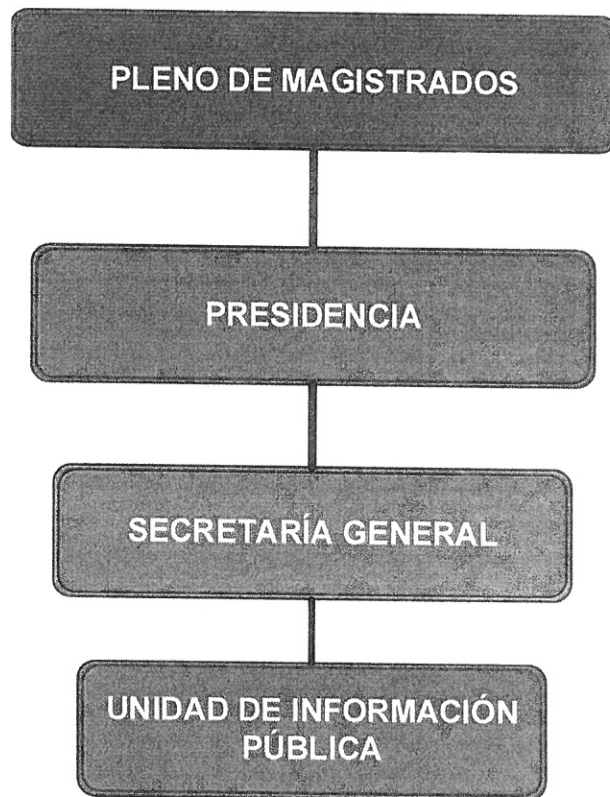 PLENO DE MAGISTRADOS
PRESIDENCIA
SECRETARÍA GENERAL
UNIDAD DE INFORMACIÓN
PÚBLICA